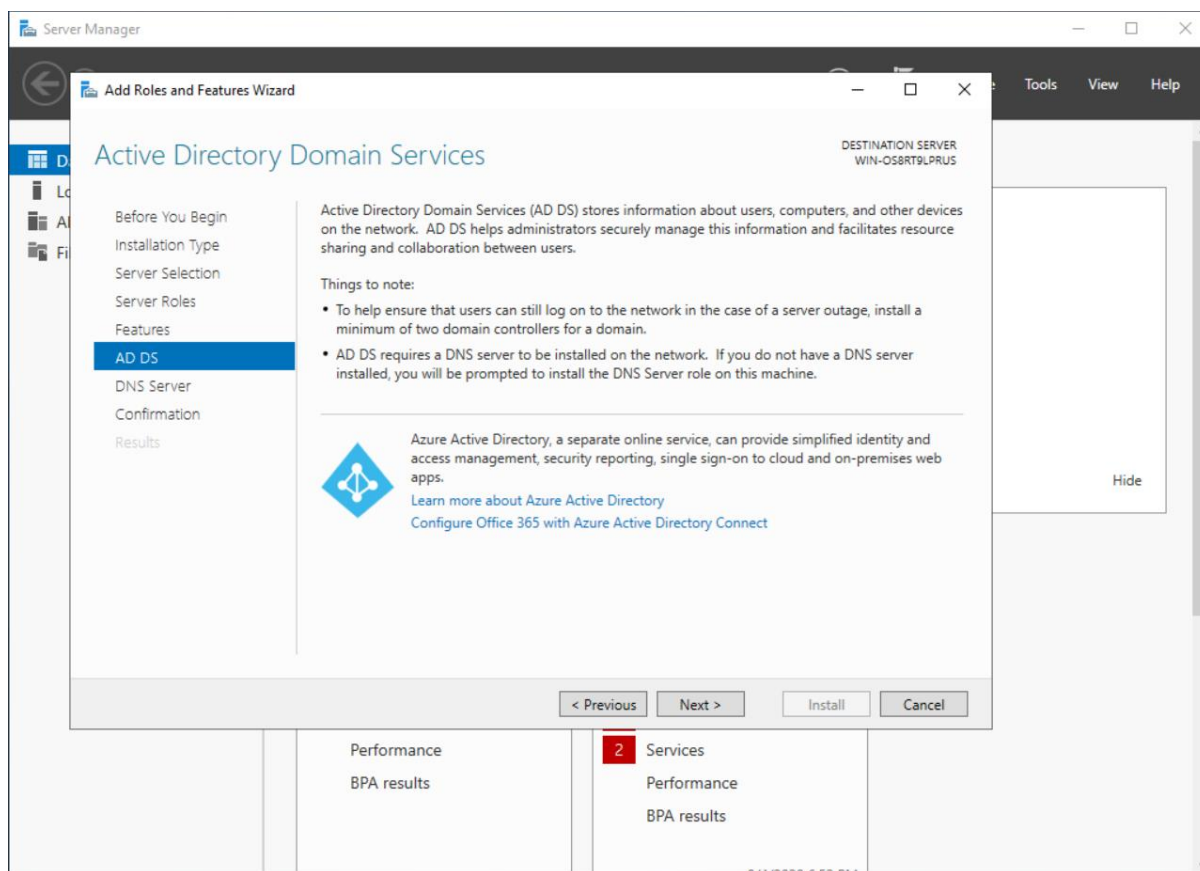 Server Manager
Tools
View
Help
Add Roles and Features Wizard
Active Directory Domain Services
DESTINATION SERVER
WIN-OS8RT9LPRUS
Before You Begin
Installation Type
Server Selection
Server Roles
Features
AD DS
DNS Server
Confirmation
Results
Active Directory Domain Services (AD DS) stores information about users, computers, and other devices
on the network. AD DS helps administrators securely manage this information and facilitates resource
sharing and collaboration between users.
Things to note:
• To help ensure that users can still log on to the network in the case of a server outage, install a
minimum of two domain controllers for a domain.
• AD DS requires a DNS server to be installed on the network. If you do not have a DNS server
installed, you will be prompted to install the DNS Server role on this machine.
Azure Active Directory, a separate online service, can provide simplified identity and
access management, security reporting, single sign-on to cloud and on-premises web
apps.
Learn more about Azure Active Directory
Configure Office 365 with Azure Active Directory Connect
Hide
< Previous
Next >
Install
Cancel
Performance
BPA results
2 Services
Performance
BPA results